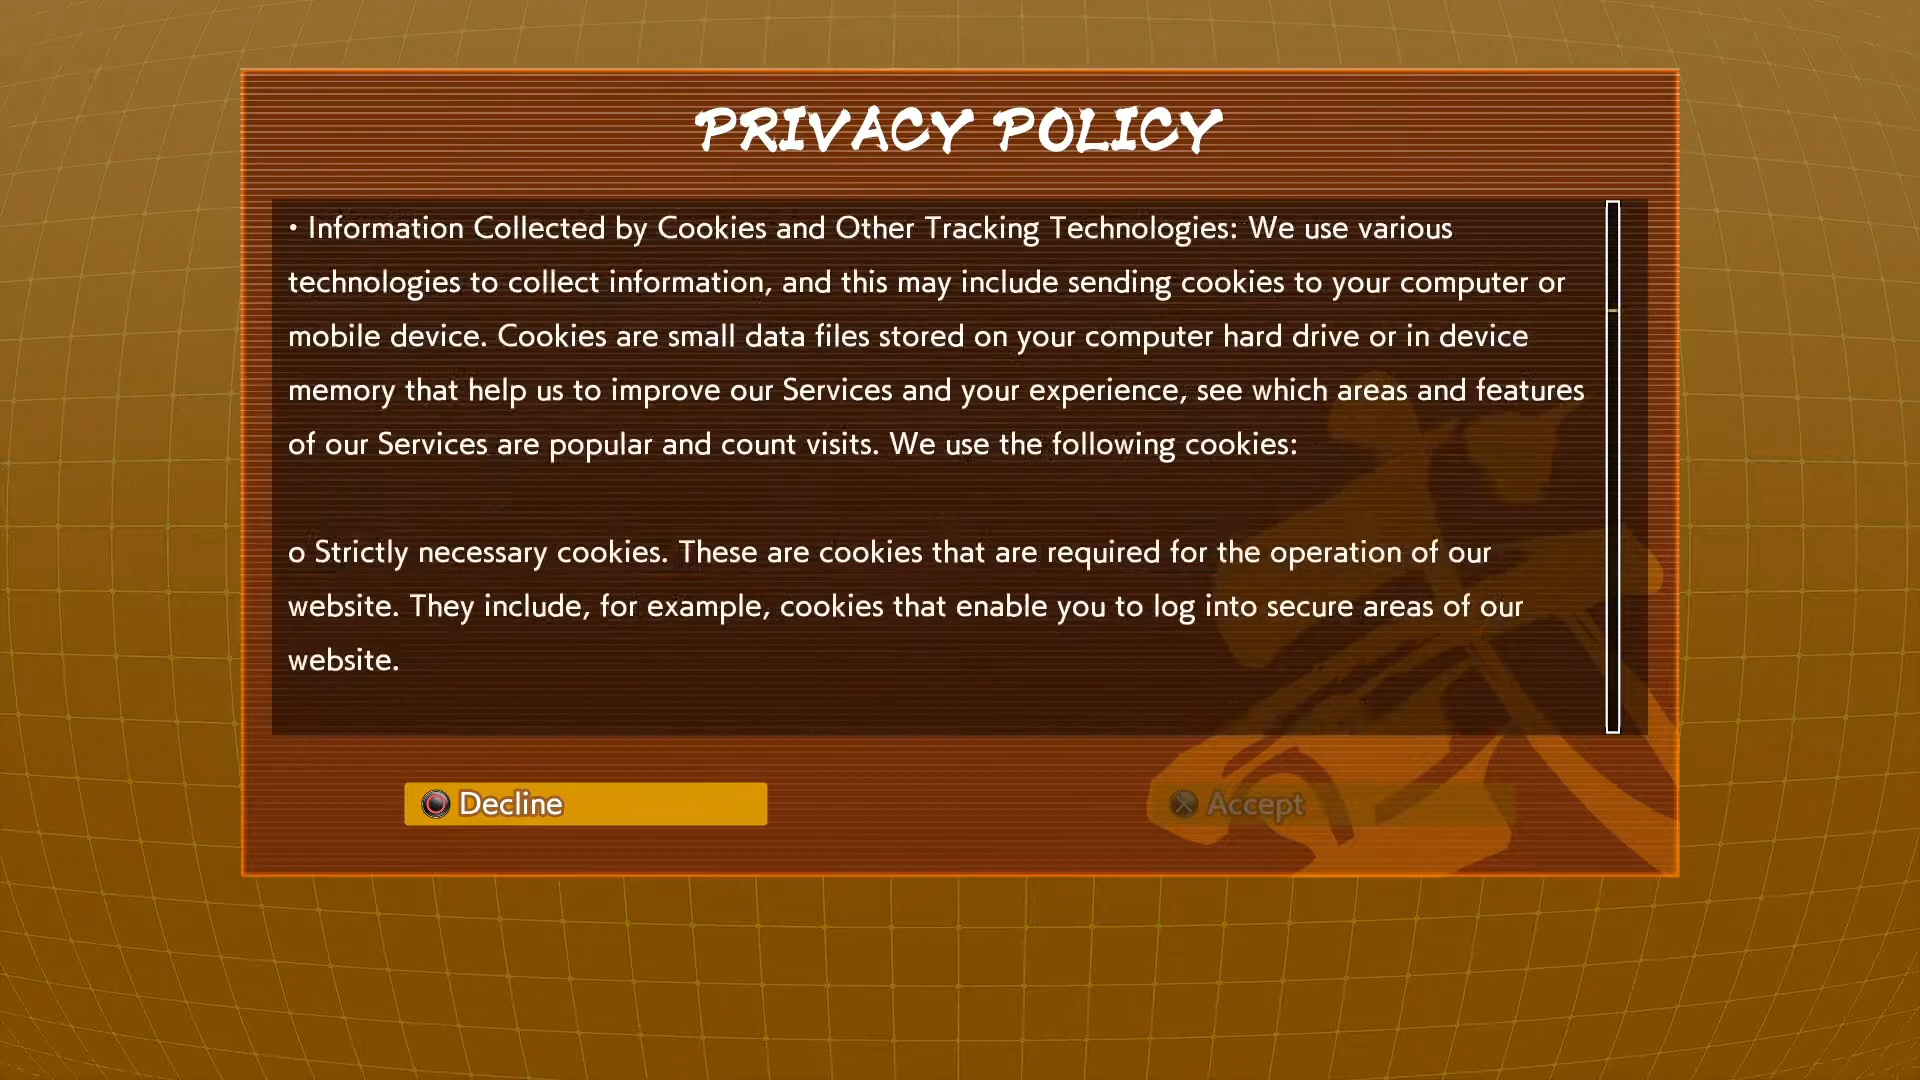 PRIVACY POLICY
• Information Collected by Cookies and Other Tracking Technologies: We use various
technologies to collect information, and this may include sending cookies to your computer or
mobile device. Cookies are small data files stored on your computer hard drive or in device
memory that help us to improve our Services and your experience, see which areas and features
of our Services are popular and count visits. We use the following cookies:
o Strictly necessary cookies. These are cookies that are required for the operation of our
website. They include, for example, cookies that enable you to log into secure areas of our
website.
Decline
Accept